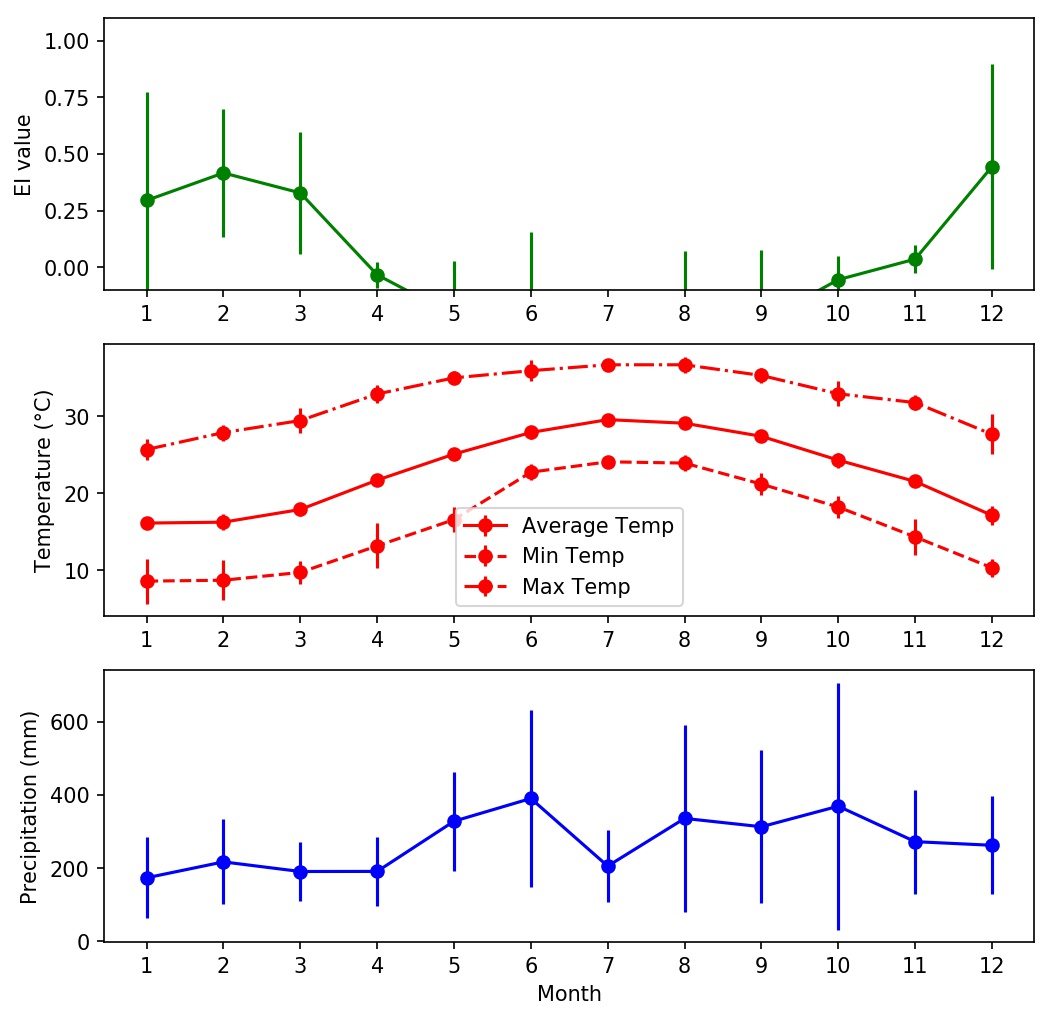 1.00
0.75
0.50
0.25
0.00
EI value
1 2 3 4 5 6 7 8 9 10 11 12
30
20
10
Temperature (°C)
Average Temp
Min Temp
Max Temp
1 2 3 4 5 6 7 8 9 10 11 12
600
400
200
0
Precipitation (mm)
1 2 3 4 5 6 7 8 9 10 11 12
Month